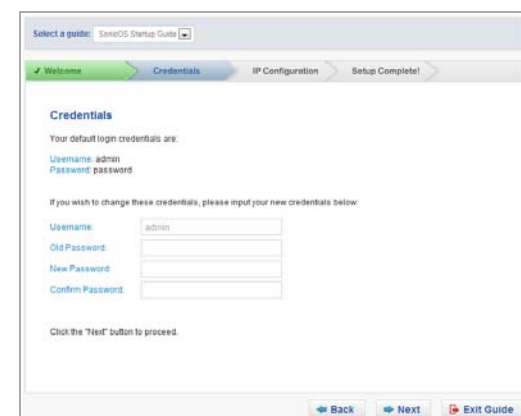 Select a guide: SonicOS Startup Guide
✓ Welcome Credentials IP Configuration Setup Complete!
Credentials
Your default login credentials are:
Username: admin
Password: password
If you wish to change these credentials, please input your new credentials below:
Username: admin
Old Password:
New Password
Confirm Password:
Click the "Next" button to proceed.
Back Next Exit Guide